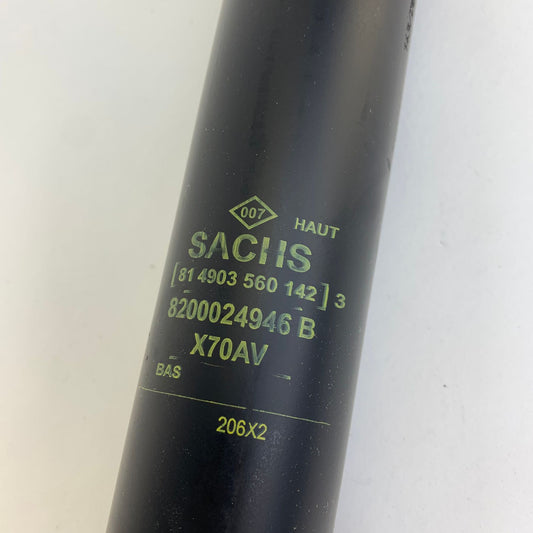 007 HAUT
SACHS
[81 4903 560 142] 3
8200024946 B
X70AV
BAS
206X2